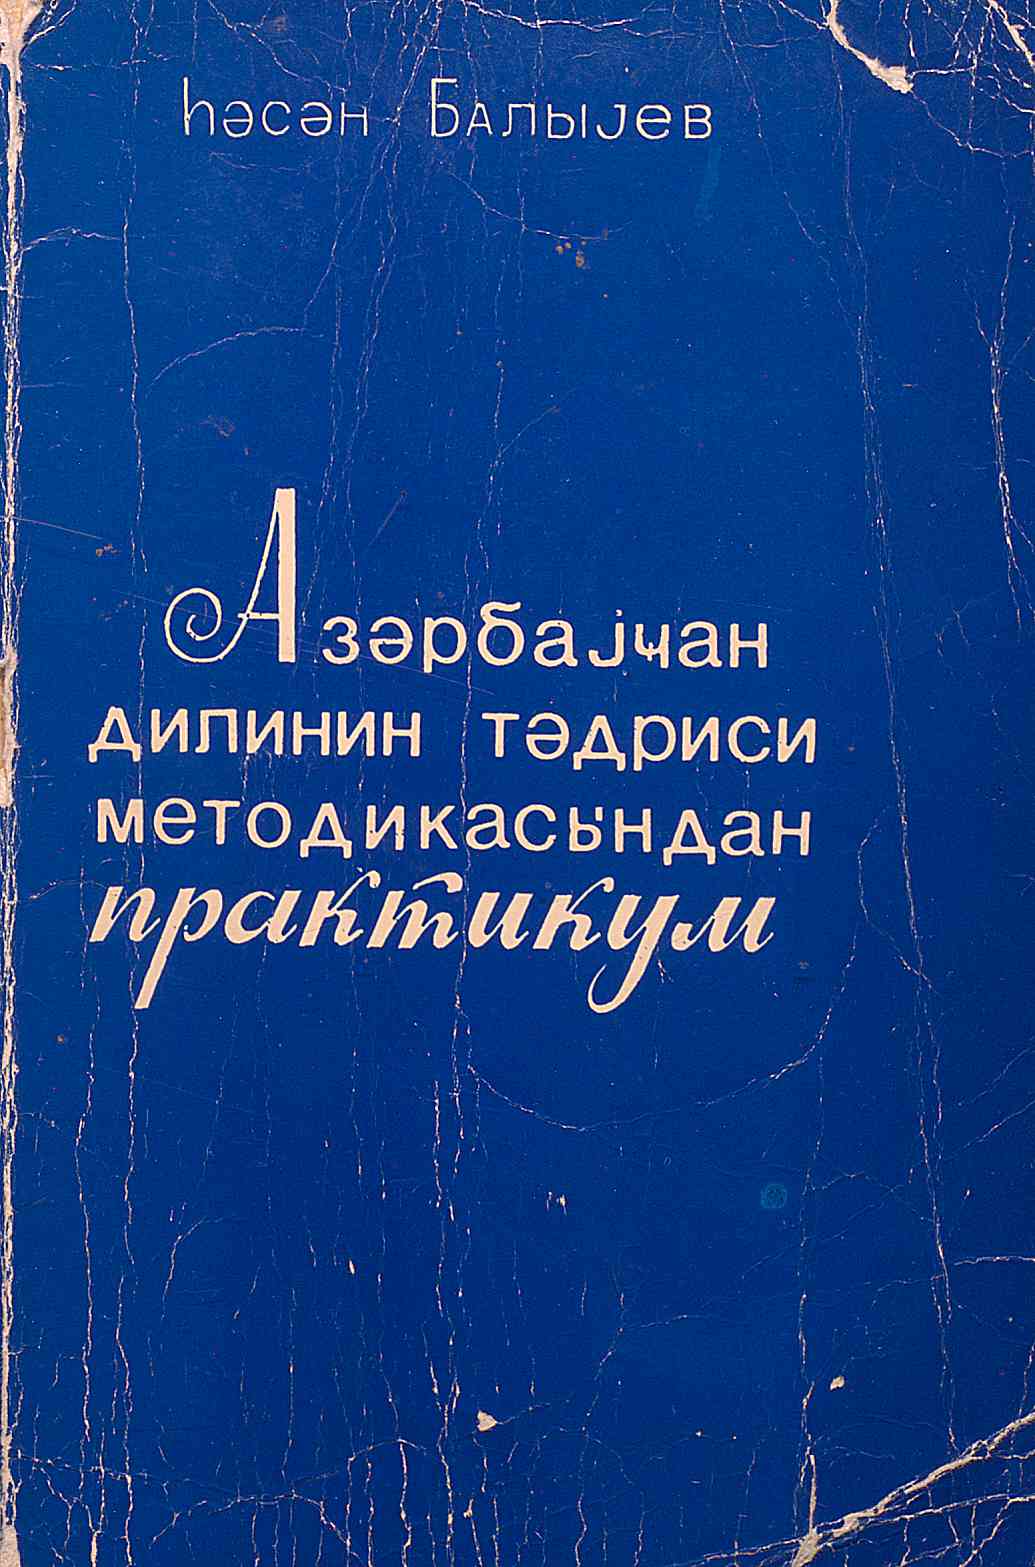 Һәсән Балыјев
Азәрбајҹан
дилинин тәдриси
методикасындан
практикум